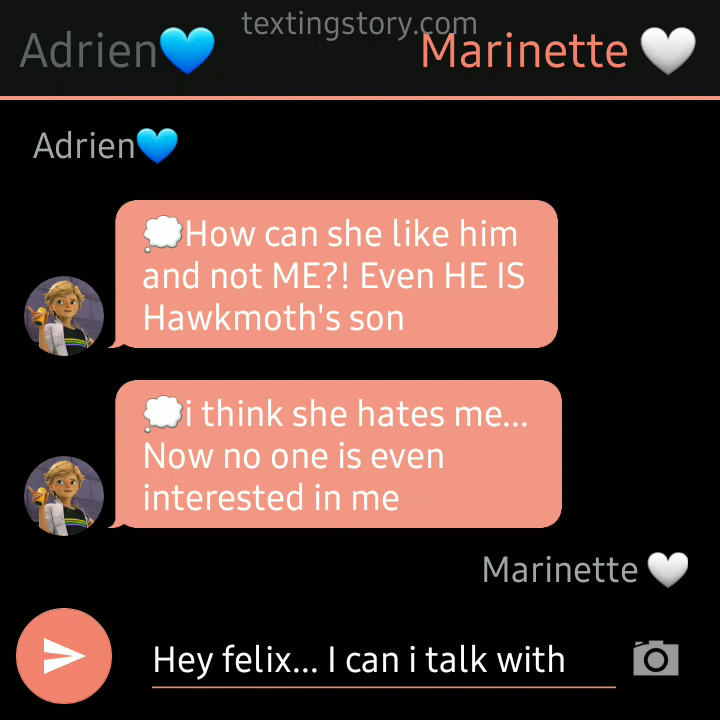 textingstory.com
Adrien💙 Marinette 🤍
Adrien💙
💭How can she like him
and not ME?! Even HE IS
Hawkmoth's son
💭i think she hates me...
Now no one is even
interested in me
Marinette 🤍
Hey felix... I can i talk with